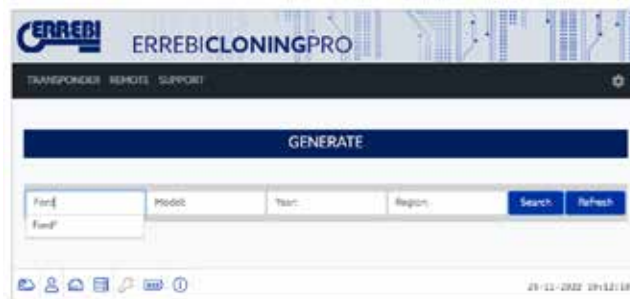 ERREBI
ERREBICLONINGPRO
TRANSPONDER REMOTE SUPPORT
GENERATE
Ford Model: Year: Region: Search Refresh
Ford*